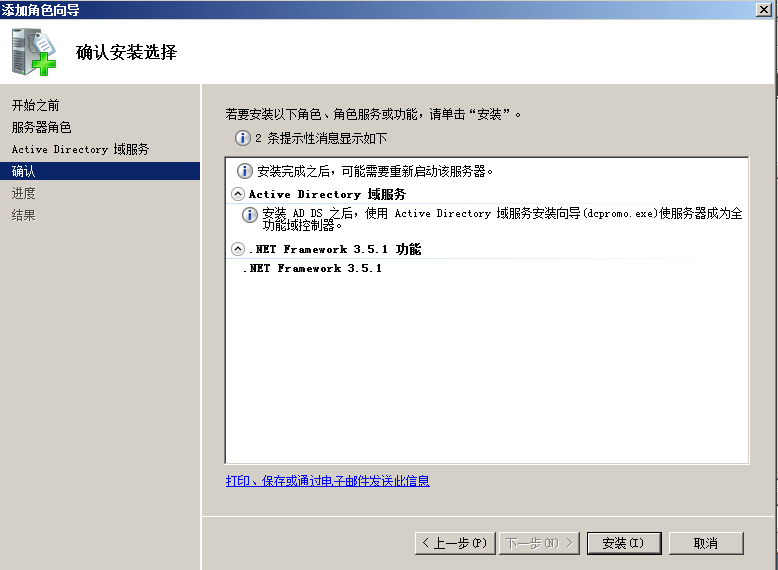 添加角色向导
确认安装选择
开始之前
服务器角色
Active Directory 域服务
确认
进度
结果
若要安装以下角色、角色服务或功能，请单击“安装”。
2 条提示性消息显示如下
安装完成之后，可能需要重新启动该服务器。
Active Directory 域服务
安装 AD DS 之后，使用 Active Directory 域服务安装向导(dcpromo.exe)使服务器成为全
功能域控制器。
.NET Framework 3.5.1 功能
.NET Framework 3.5.1
打印、保存或通过电子邮件发送此信息
< 上一步(P) 下一步(N) > 安装(I) 取消